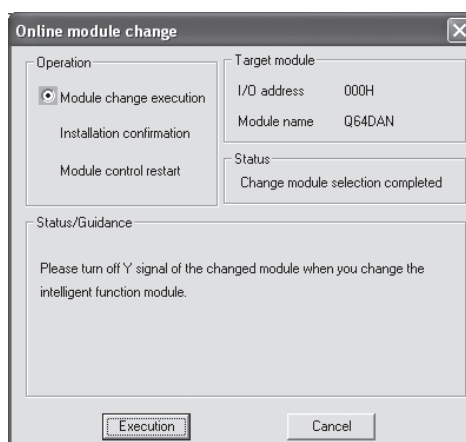 Online module change
Operation
Module change execution
Installation confirmation
Module control restart
Target module
I/O address 000H
Module name Q64DAN
Status
Change module selection completed
Status/Guidance
Please turn off Y signal of the changed module when you change the
intelligent function module.
Execution Cancel